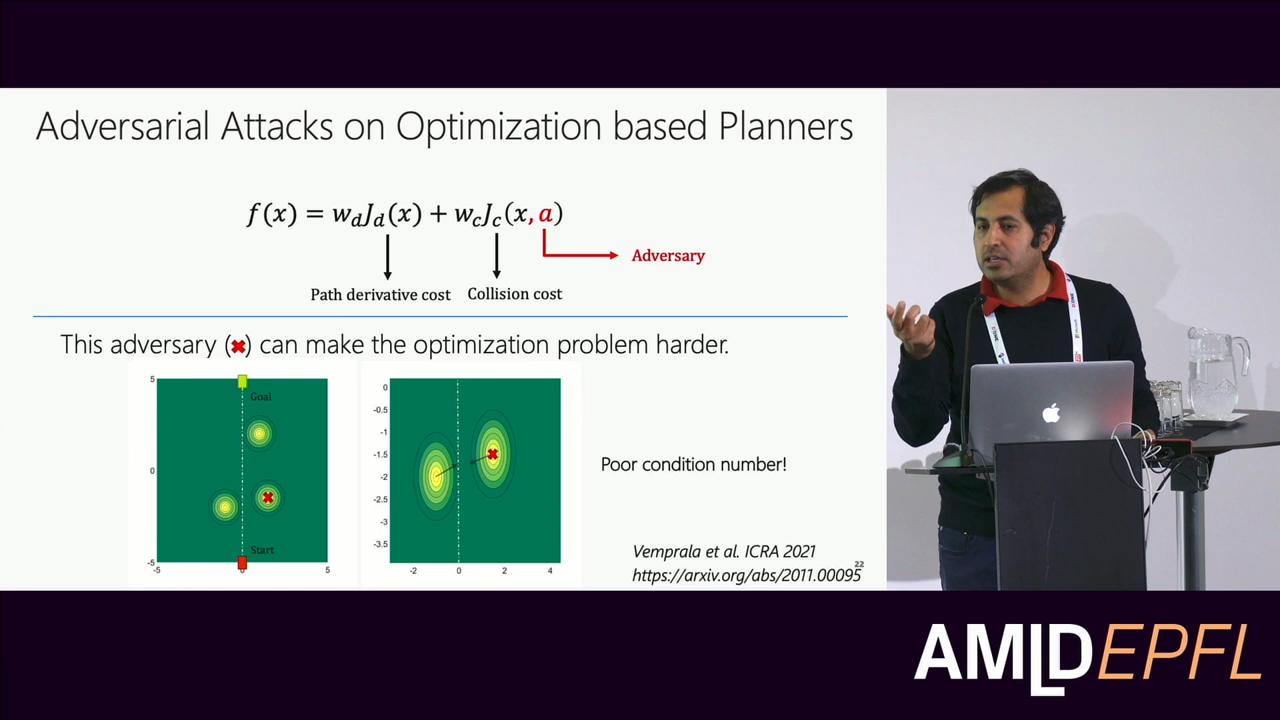 Adversarial Attacks on Optimization based Planners
f(x) = w_d J_d(x) + w_c J_c(x, a)
Adversary
Path derivative cost
Collision cost
This adversary (✖) can make the optimization problem harder.
5
Goal
0
Start
-5
-5
0
5
0
-0.5
-1
-1.5
-2
-2.5
-3
-3.5
-2
0
2
4
Poor condition number!
Vemprala et al. ICRA 2021
https://arxiv.org/abs/2011.00095
22
AMLDEPFL